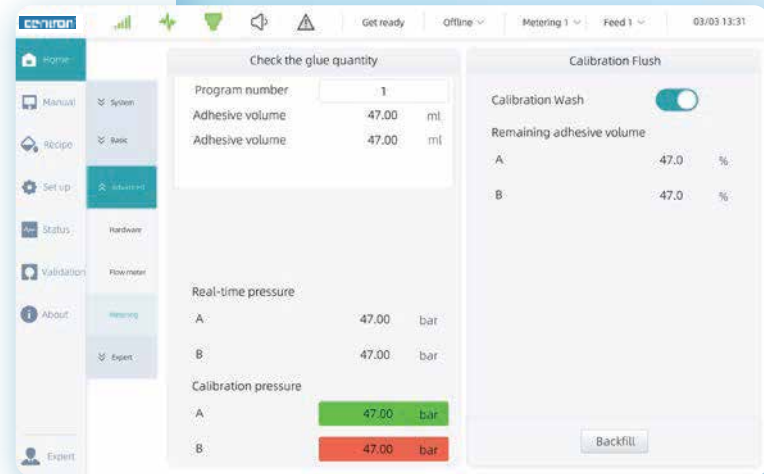 centron
Get ready
Offline
Metering 1
Feed 1
03/03 13:31
Home
Manual
Recipe
Set up
Status
Validation
About
Expert
System
Basic
Advanced
Hardware
Flow meter
Metering
Expert
Check the glue quantity
Program number 1
Adhesive volume 47.00 ml
Adhesive volume 47.00 ml
Real-time pressure
A 47.00 bar
B 47.00 bar
Calibration pressure
A 47.00 bar
B 47.00 bar
Calibration Flush
Calibration Wash
Remaining adhesive volume
A 47.0 %
B 47.0 %
Backfill